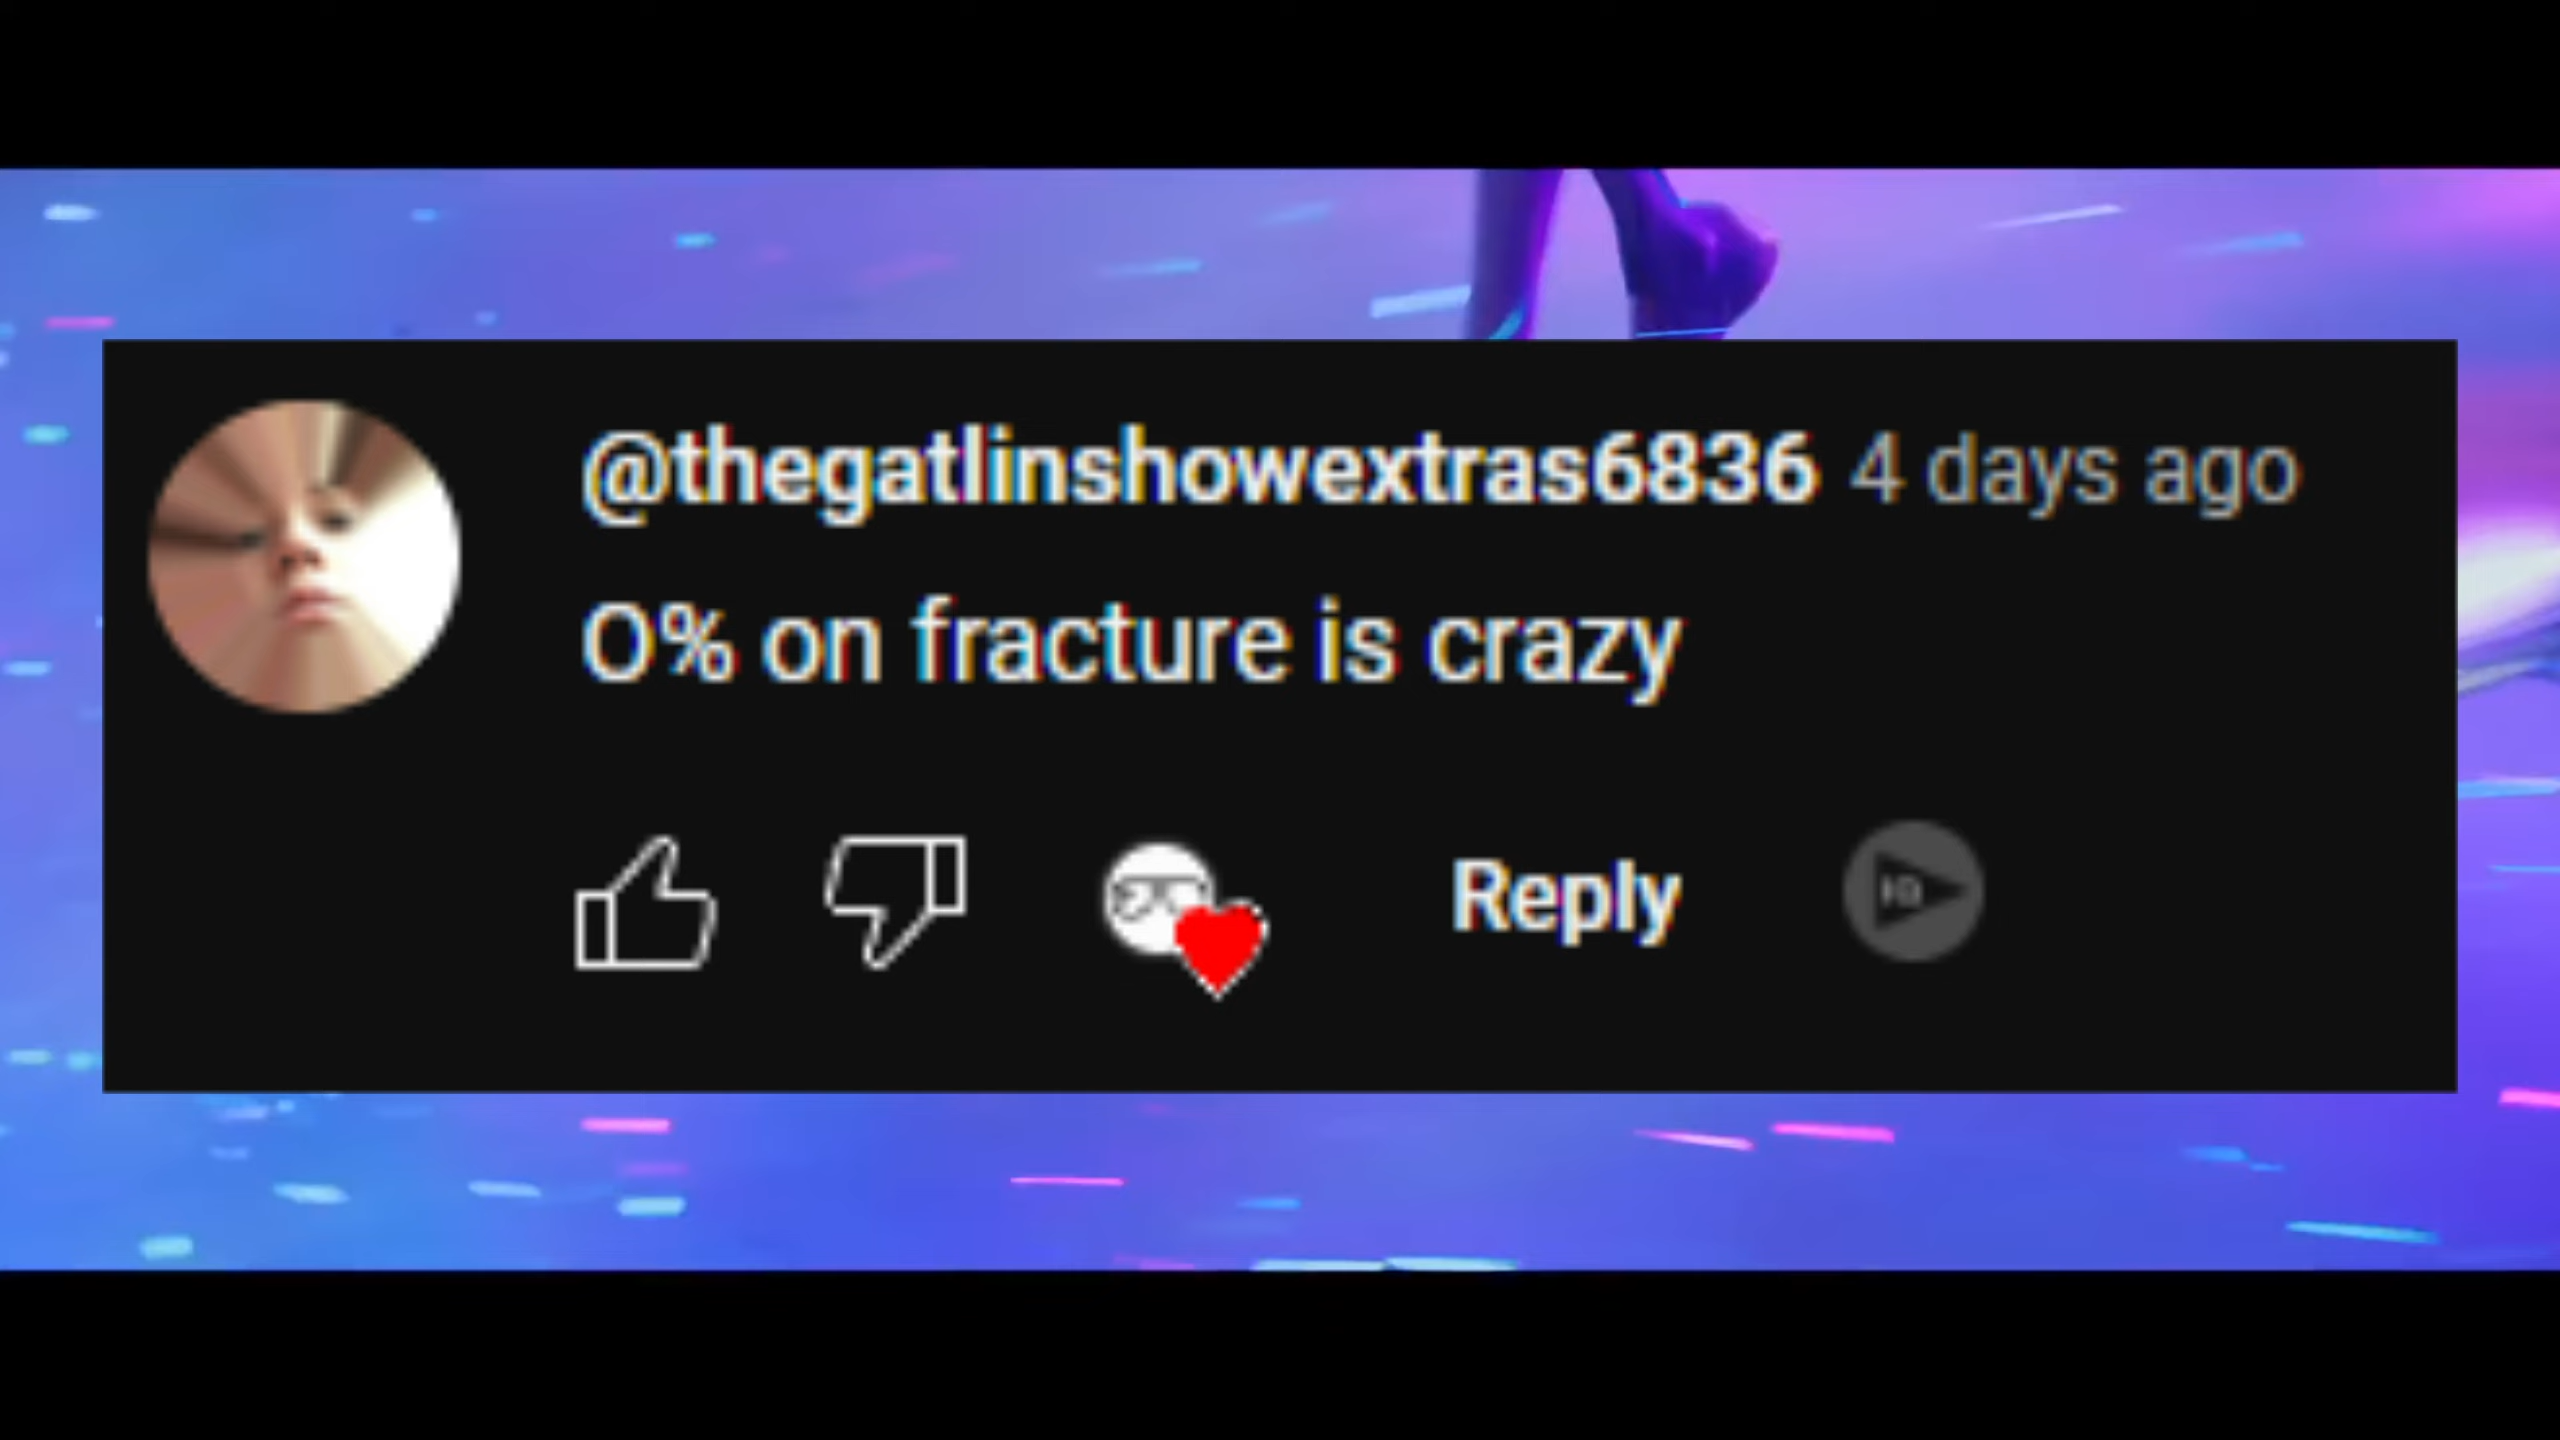 @thegatlinshowextras6836 4 days ago
0% on fracture is crazy
Reply